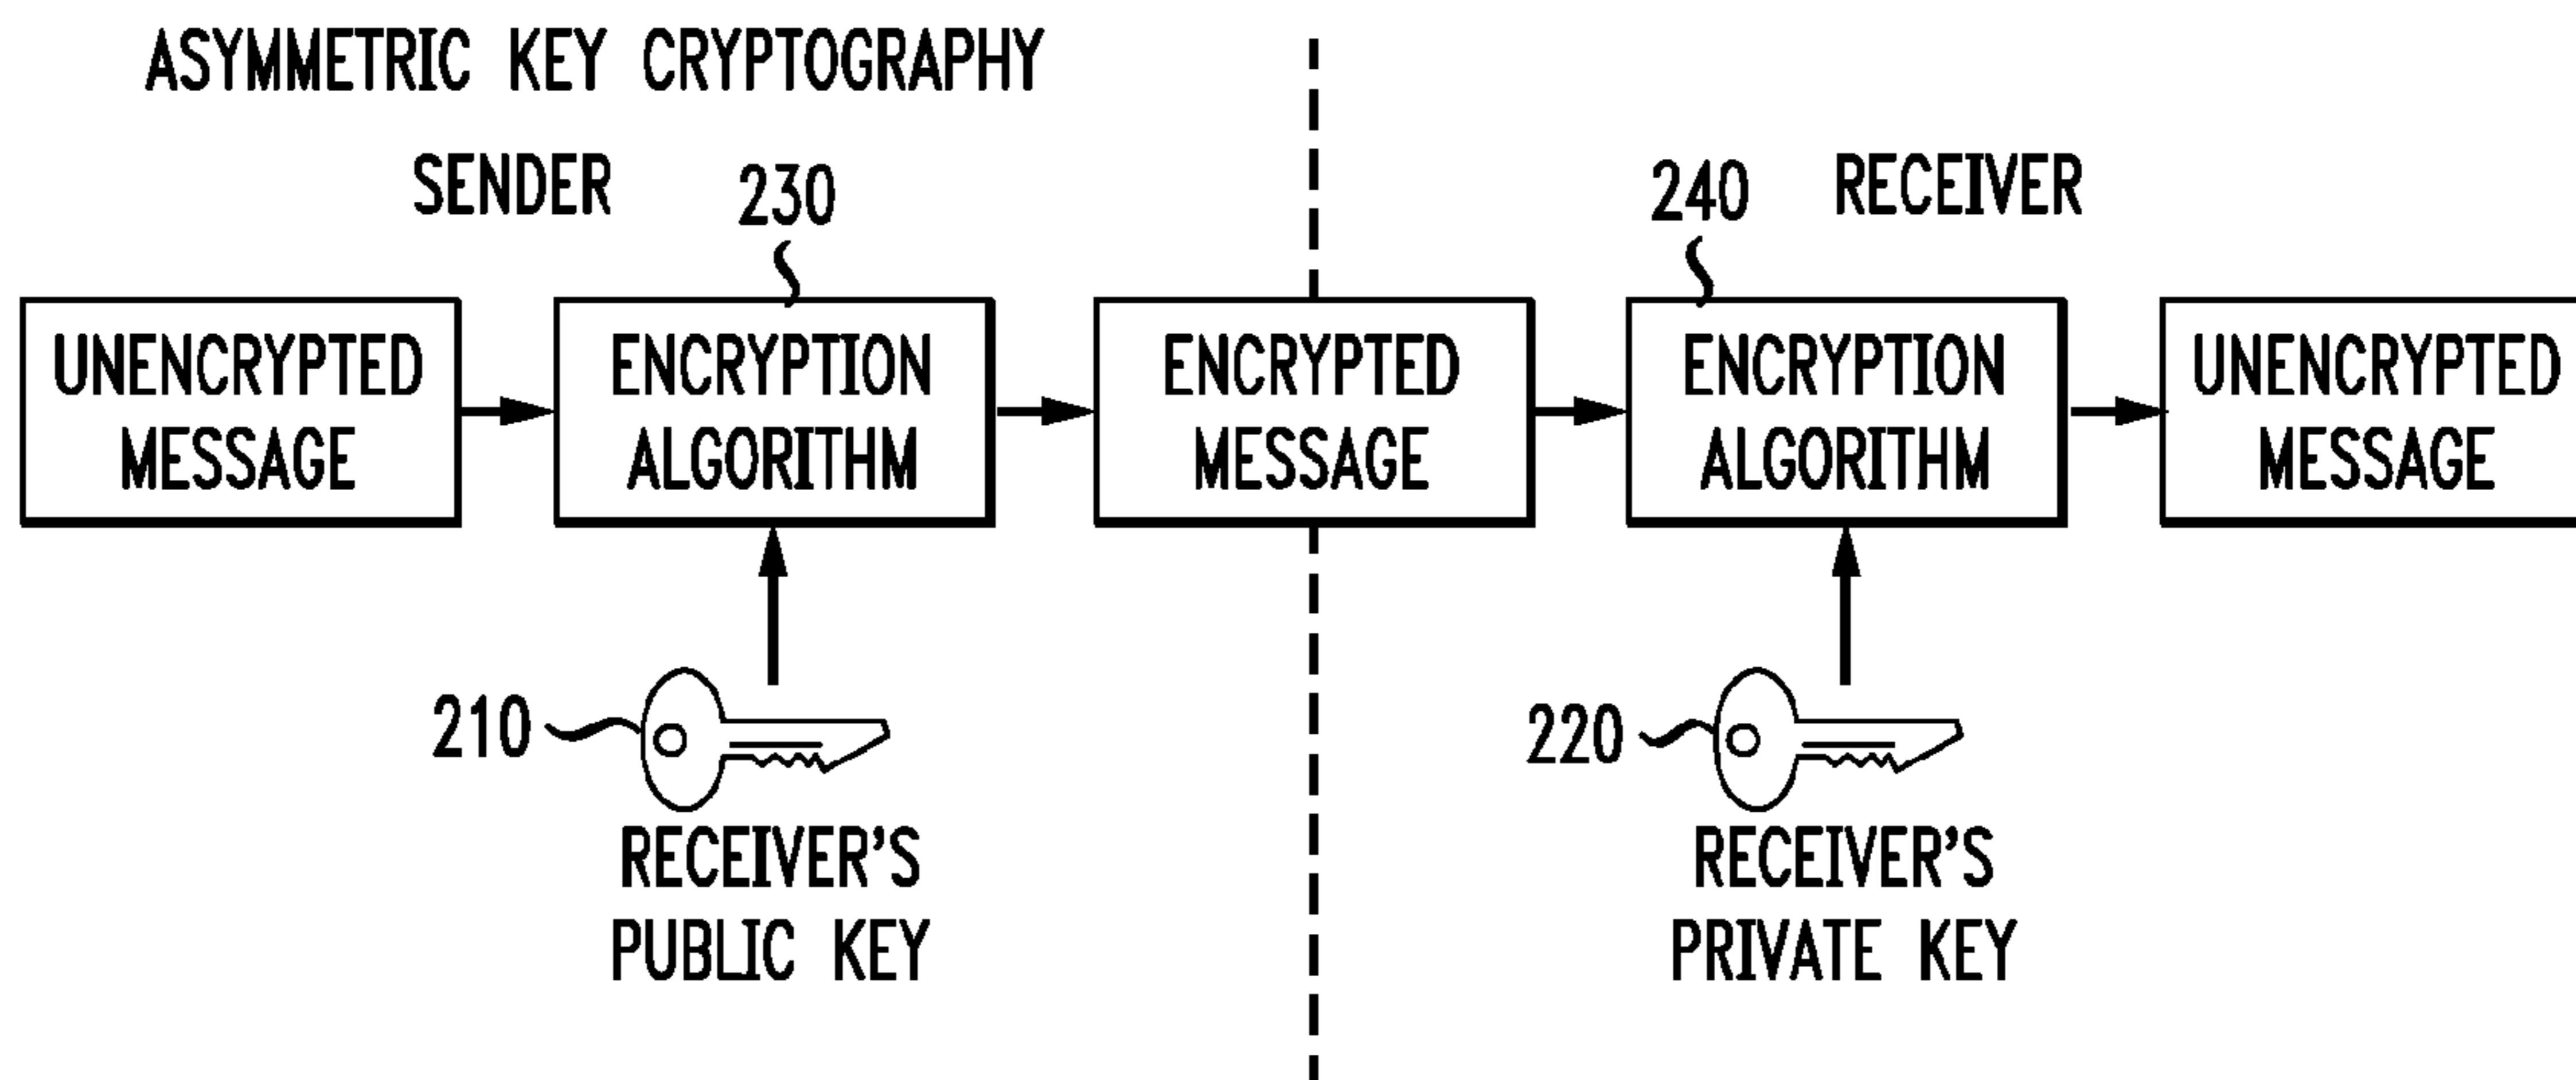 ASYMMETRIC KEY CRYPTOGRAPHY
SENDER
230
240
RECEIVER
UNENCRYPTED
MESSAGE
ENCRYPTION
ALGORITHM
ENCRYPTED
MESSAGE
ENCRYPTION
ALGORITHM
UNENCRYPTED
MESSAGE
210
RECEIVER'S
PUBLIC KEY
220
RECEIVER'S
PRIVATE KEY